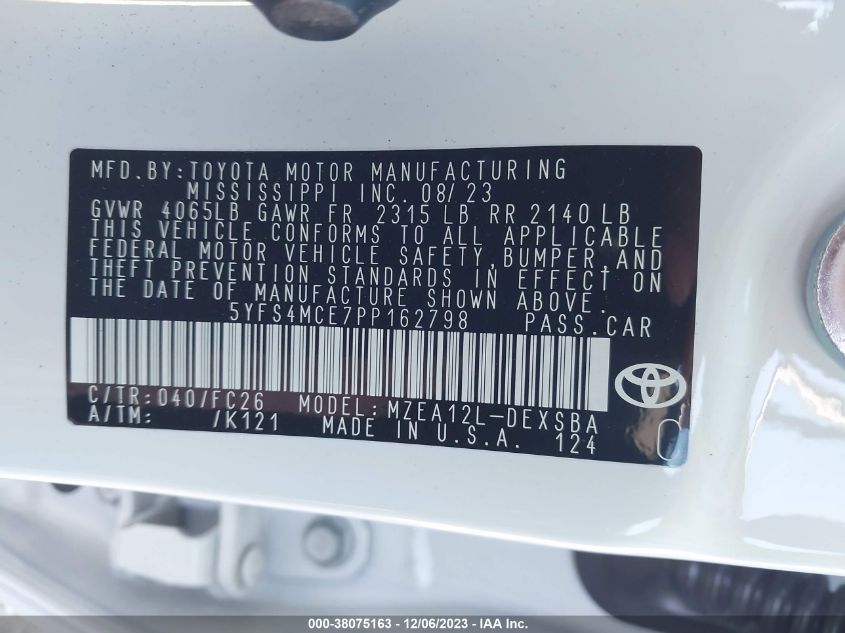 MFD. BY: TOYOTA MOTOR MANUFACTURING
MISSISSIPPI INC. 08/23
GVWR 4065LB GAWR FR 2315 LB RR 2140 LB
THIS VEHICLE CONFORMS TO ALL APPLICABLE
FEDERAL MOTOR VEHICLE SAFETY, BUMPER, AND
THEFT PREVENTION STANDARDS IN EFFECT ON
THE DATE OF MANUFACTURE SHOWN ABOVE.
5YFS4MCE7PP162798 PASS. CAR
C/TR: 040/FC26 MODEL: MZEA12L-DEXSBA
A/TM: /K121 MADE IN U.S.A. 124
000-38075163 - 12/06/2023 - IAA Inc.